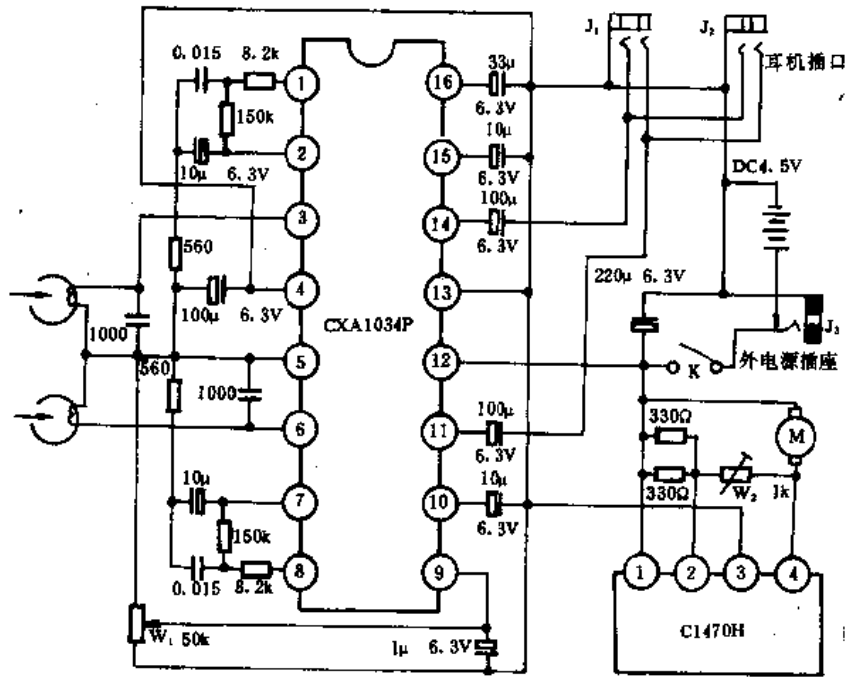 J₁
J₂
0.015
8.2k
1
16
33μ
6.3V
耳机插口
150k
10μ
2
10μ
6.3V
15
6.3V
100μ
DC4.5V
3
14
6.3V
560
4
13
220μ 6.3V
100μ
6.3V
CXA1034P
1000
J₃
5
12
K
外电源插座
560
1000
6
11
100μ
6.3V
330Ω
M
10μ
7
10
10μ
6.3V
330Ω
W₂
1k
150k
0.015
8.2k
8
9
1
2
3
4
W₁ 50k
1μ
6.3V
C1470H